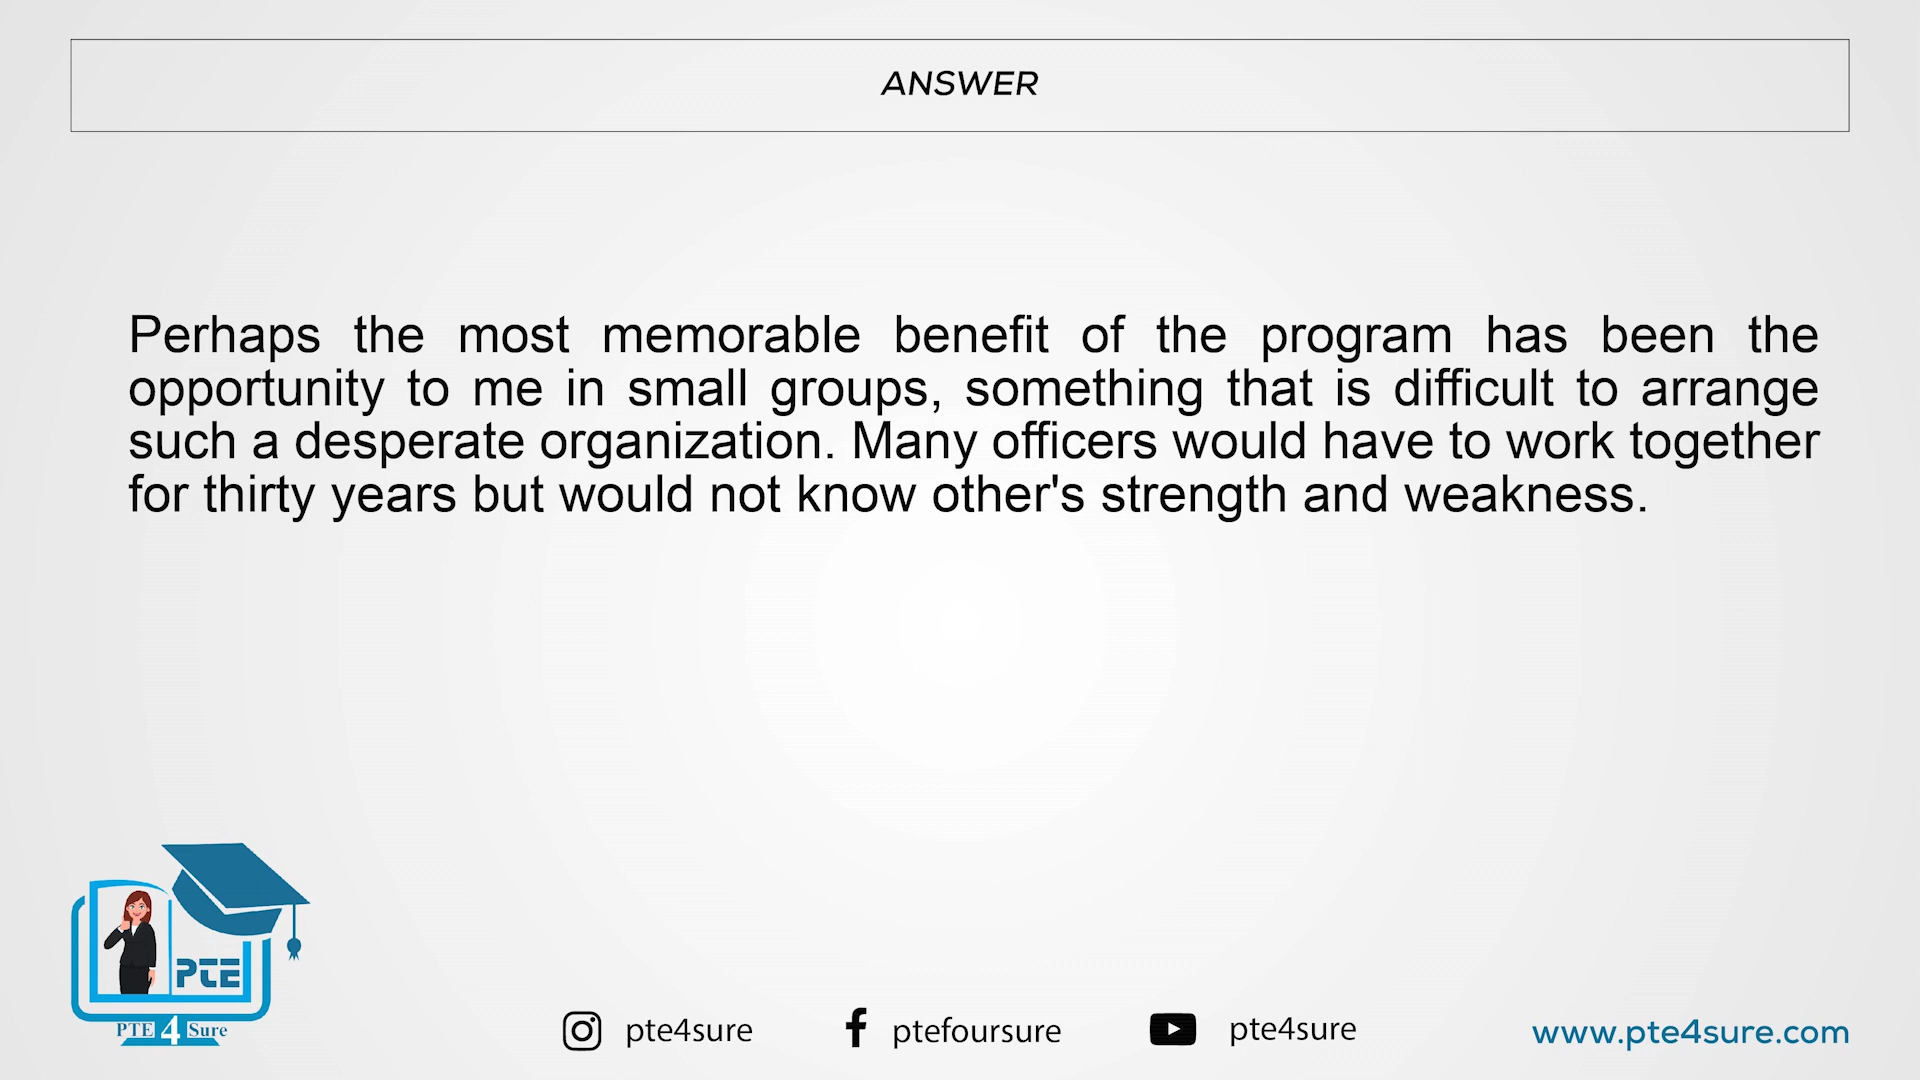 ANSWER
Perhaps the most memorable benefit of the program has been the
opportunity to me in small groups, something that is difficult to arrange
such a desperate organization. Many officers would have to work together
for thirty years but would not know other's strength and weakness.
PTE
PTE 4 Sure
pte4sure
ptefoursure
pte4sure
www.pte4sure.com